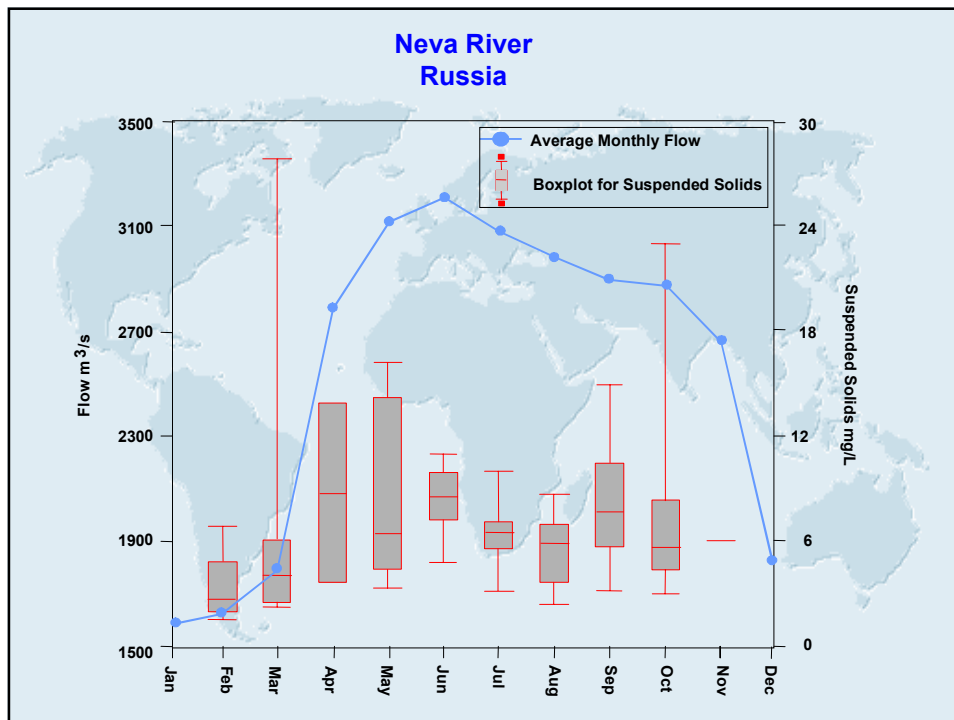 Neva River
Russia
Average Monthly Flow
Boxplot for Suspended Solids
Flow m³/s
3500
3100
2700
2300
1900
1500
Suspended Solids mg/L
30
24
18
12
6
0
Jan
Feb
Mar
Apr
May
Jun
Jul
Aug
Sep
Oct
Nov
Dec